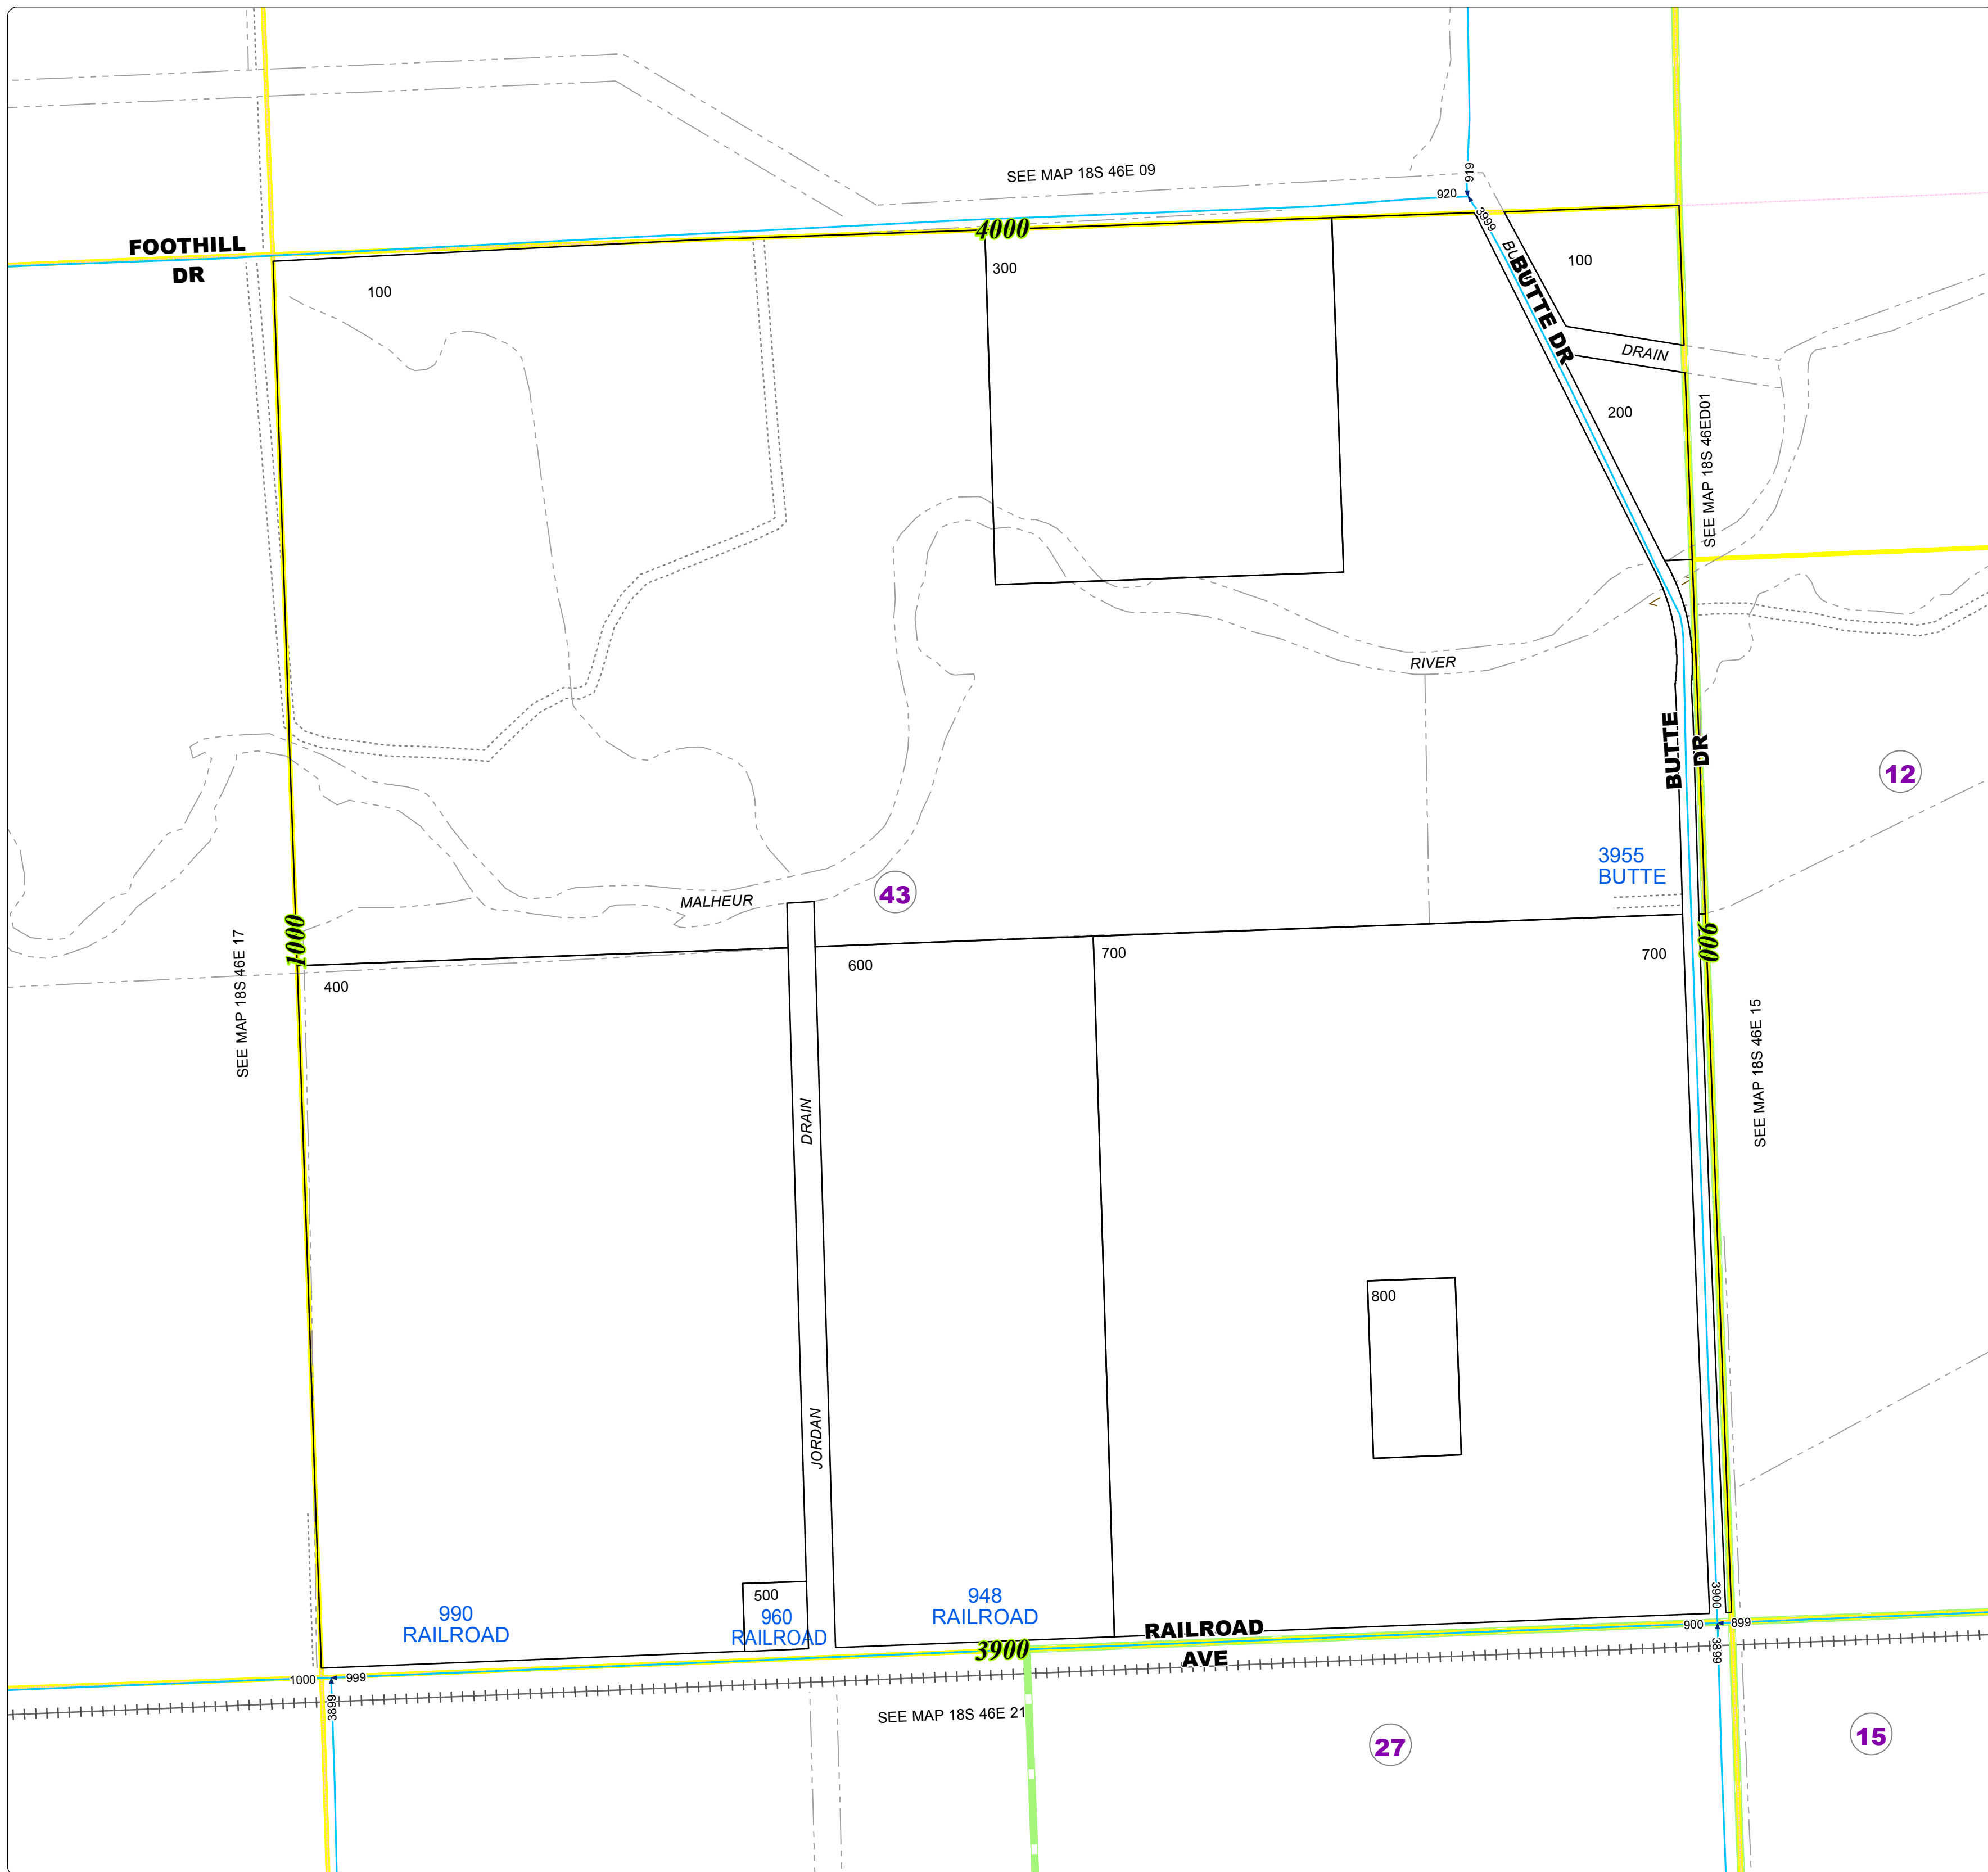 SEE MAP 18S 46E 09
919
920
3999
4000
FOOTHILL
DR
100
300
100
BUTTE DR
DRAIN
200
SEE MAP 18S 46ED01
RIVER
BUTTE
DR
12
3955
BUTTE
43
MALHEUR
1000
SEE MAP 18S 46E 17
400
600
700
700
900
SEE MAP 18S 46E 15
DRAIN
JORDAN
800
500
990
RAILROAD
960
RAILROAD
948
RAILROAD
RAILROAD
AVE
3900
3900
900
899
3899
1000
999
3899
SEE MAP 18S 46E 21
27
15